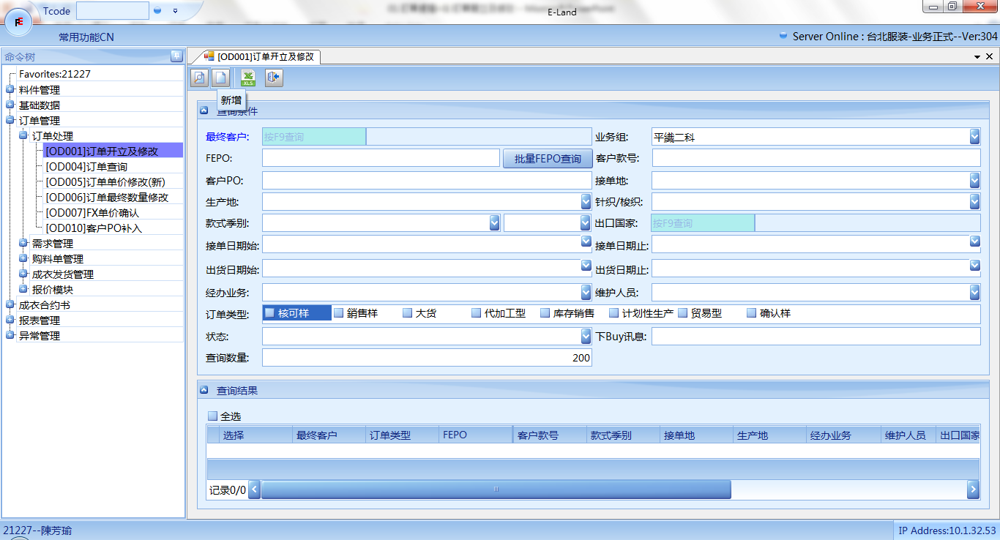 Tcode
E-Land
常用功能CN
Server Online : 台北服装-业务正式--Ver:304
命令树
Favorites:21227
料件管理
基础数据
订单管理
订单处理
[OD001]订单开立及修改
[OD004]订单查询
[OD005]订单单价修改(新)
[OD006]订单最终数量修改
[OD007]FX单价确认
[OD010]客户PO补入
需求管理
购料单管理
成衣发货管理
报价模块
成衣合约书
报表管理
异常管理
[OD001]订单开立及修改
XLS
新增
查询条件
最终客户: 按F9查询 业务组: 平織二科
FEPO: 批量FEPO查询 客户款号:
客户PO: 接单地:
生产地: 针织/梭织:
款式季别: 出口国家: 按F9查询
接单日期始: 接单日期止:
出货日期始: 出货日期止:
经办业务: 维护人员:
订单类型: 核可样 銷售样 大货 代加工型 库存销售 计划性生产 贸易型 确认样
状态: 下Buy讯息:
查询数量: 200
查询结果
全选
选择 最终客户 订单类型 FEPO 客户款号 款式季别 接单地 生产地 经办业务 维护人员 出口国家
记录0/0
21227--陳芳瑜
IP Address:10.1.32.53